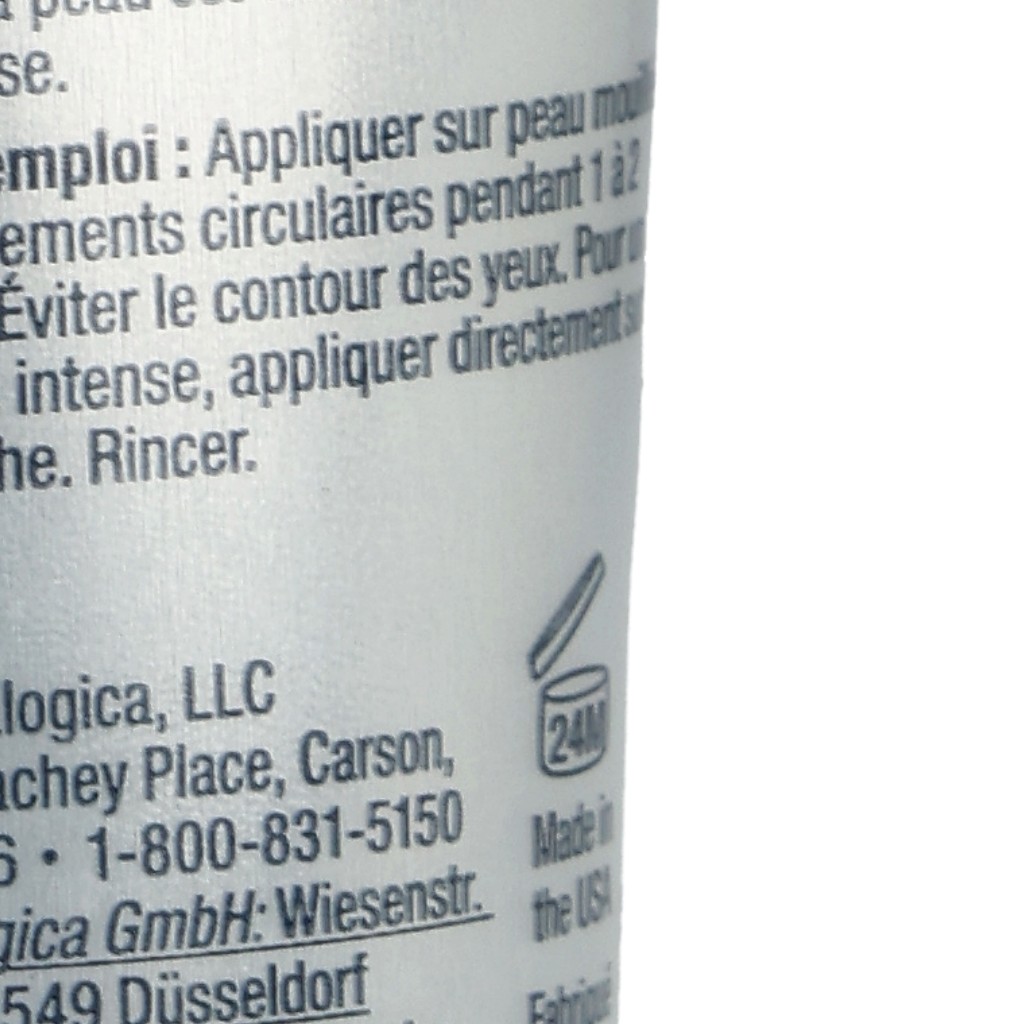 peau
se.
emploi : Appliquer sur peau
ements circulaires pendant 1 à 2
Éviter le contour des yeux. Pour
intense, appliquer directement
he. Rincer.
logica, LLC
achey Place, Carson,
6 • 1-800-831-5150
gica GmbH: Wiesenstr.
549 Düsseldorf
24M
Made in
the USA
Fabriqué